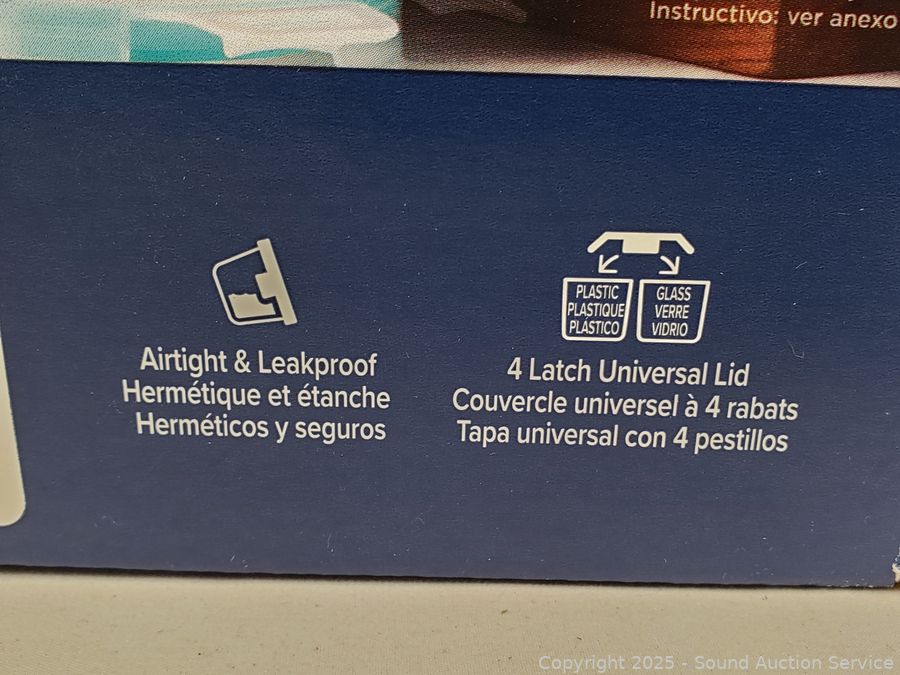 Instructivo: ver anexo
PLASTIC
PLASTIQUE
PLÁSTICO
GLASS
VERRE
VIDRIO
Airtight & Leakproof
Hermétique et étanche
Herméticos y seguros
4 Latch Universal Lid
Couvercle universel à 4 rabats
Tapa universal con 4 pestillos
Copyright 2025 - Sound Auction Service